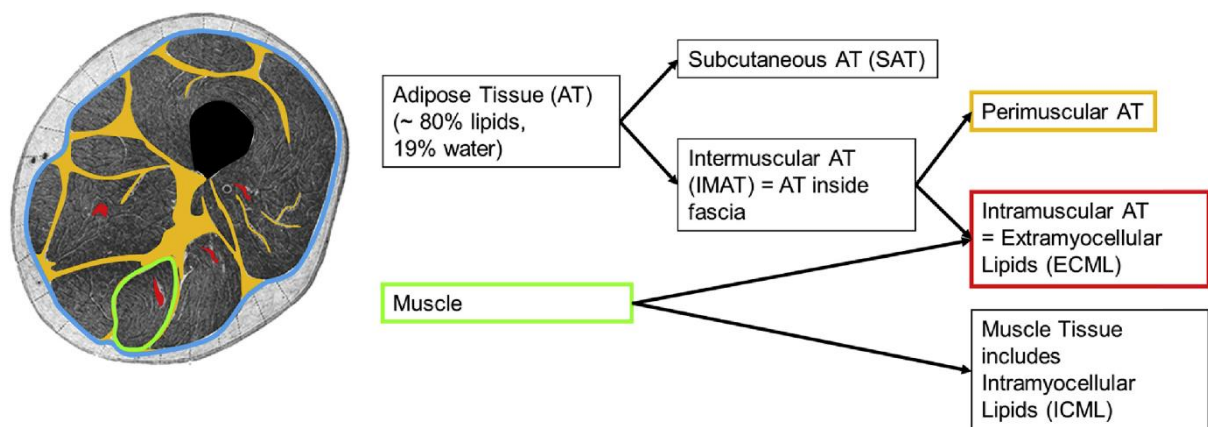 Adipose Tissue (AT)
(~ 80% lipids,
19% water)
Subcutaneous AT (SAT)
Intermuscular AT
(IMAT) = AT inside
fascia
Perimuscular AT
Intramuscular AT
= Extramyocellular
Lipids (ECML)
Muscle
Muscle Tissue
includes
Intramyocellular
Lipids (ICML)